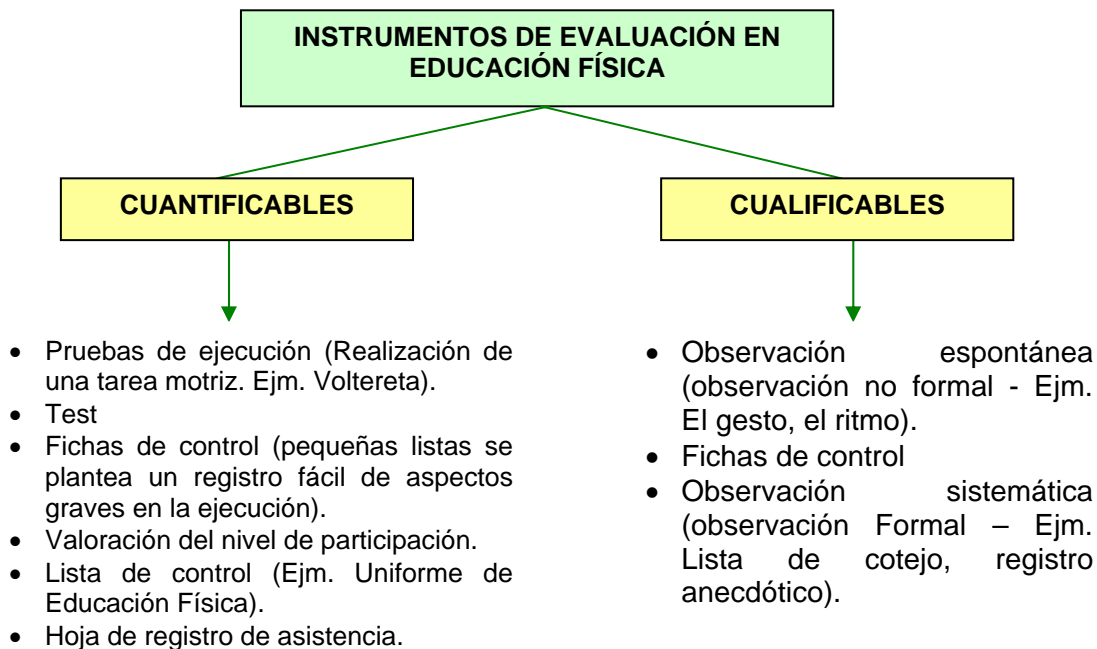 INSTRUMENTOS DE EVALUACIÓN EN
EDUCACIÓN FÍSICA
CUANTIFICABLES
CUALIFICABLES
• Pruebas de ejecución (Realización de
una tarea motriz. Ejm. Voltereta).
• Test
• Fichas de control (pequeñas listas se
plantea un registro fácil de aspectos
graves en la ejecución).
• Valoración del nivel de participación.
• Lista de control (Ejm. Uniforme de
Educación Física).
• Hoja de registro de asistencia.
• Observación espontánea
(observación no formal - Ejm.
El gesto, el ritmo).
• Fichas de control
• Observación sistemática
(observación Formal – Ejm.
Lista de cotejo, registro
anecdótico).